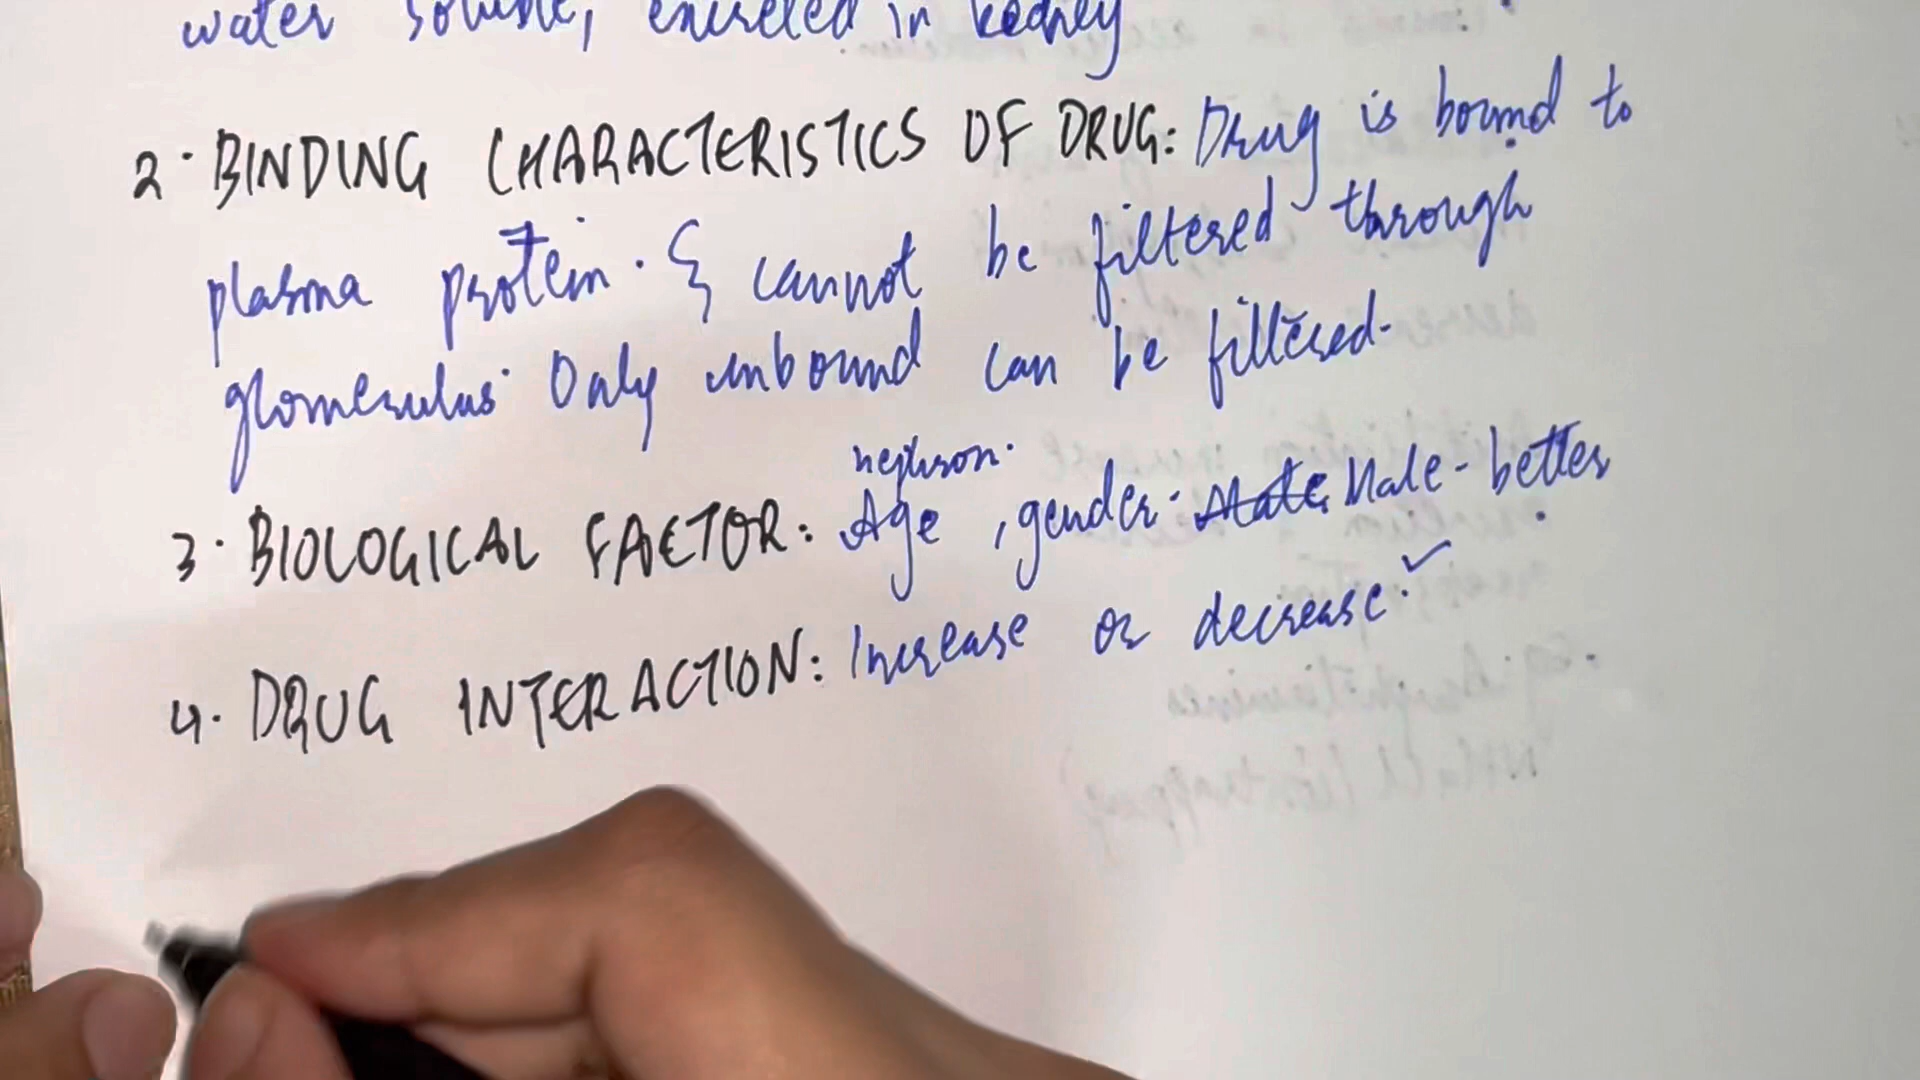 water soluble, excreted in kedney
2. BINDING CHARACTERISTICS OF DRUG: Drug is bound to
plasma protein. & cannot be filtered through
glomerulus. Only unbound can be filtered.
nephron.
3. BIOLOGICAL FACTOR: Age, gender. Male Male - better
4. DRUG INTERACTION: Increase or decrease.